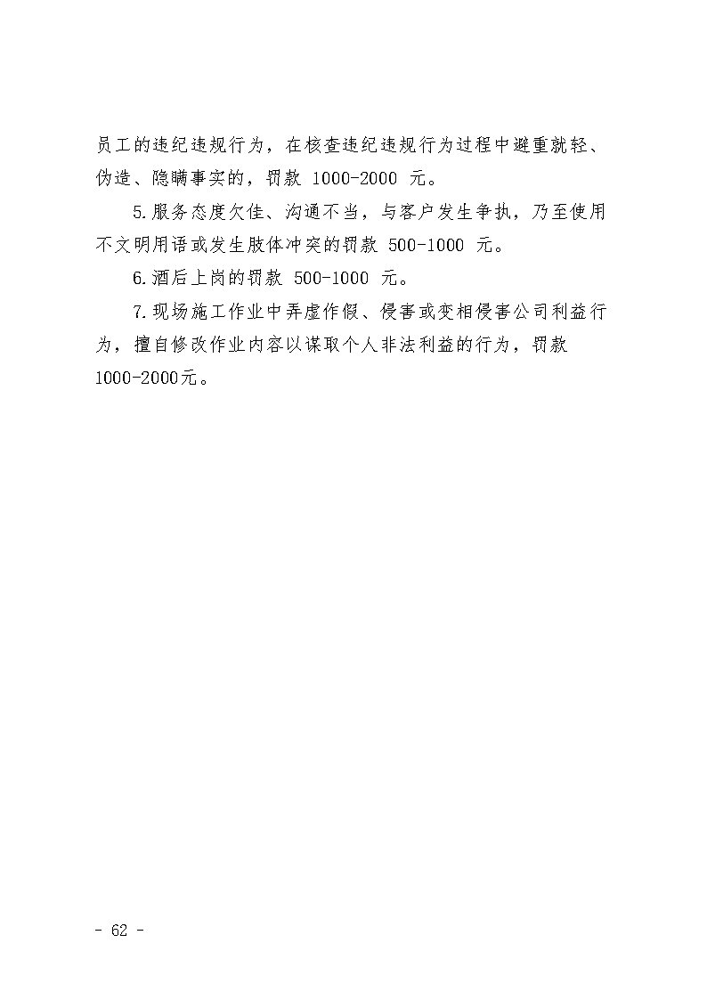 员工的违纪违规行为，在核查违纪违规行为过程中避重就轻、
伪造、隐瞒事实的，罚款 1000-2000 元。
5.服务态度欠佳、沟通不当，与客户发生争执，乃至使用
不文明用语或发生肢体冲突的罚款 500-1000 元。
6.酒后上岗的罚款 500-1000 元。
7.现场施工作业中弄虚作假、侵害或变相侵害公司利益行
为，擅自修改作业内容以谋取个人非法利益的行为，罚款
1000-2000元。
- 62 -